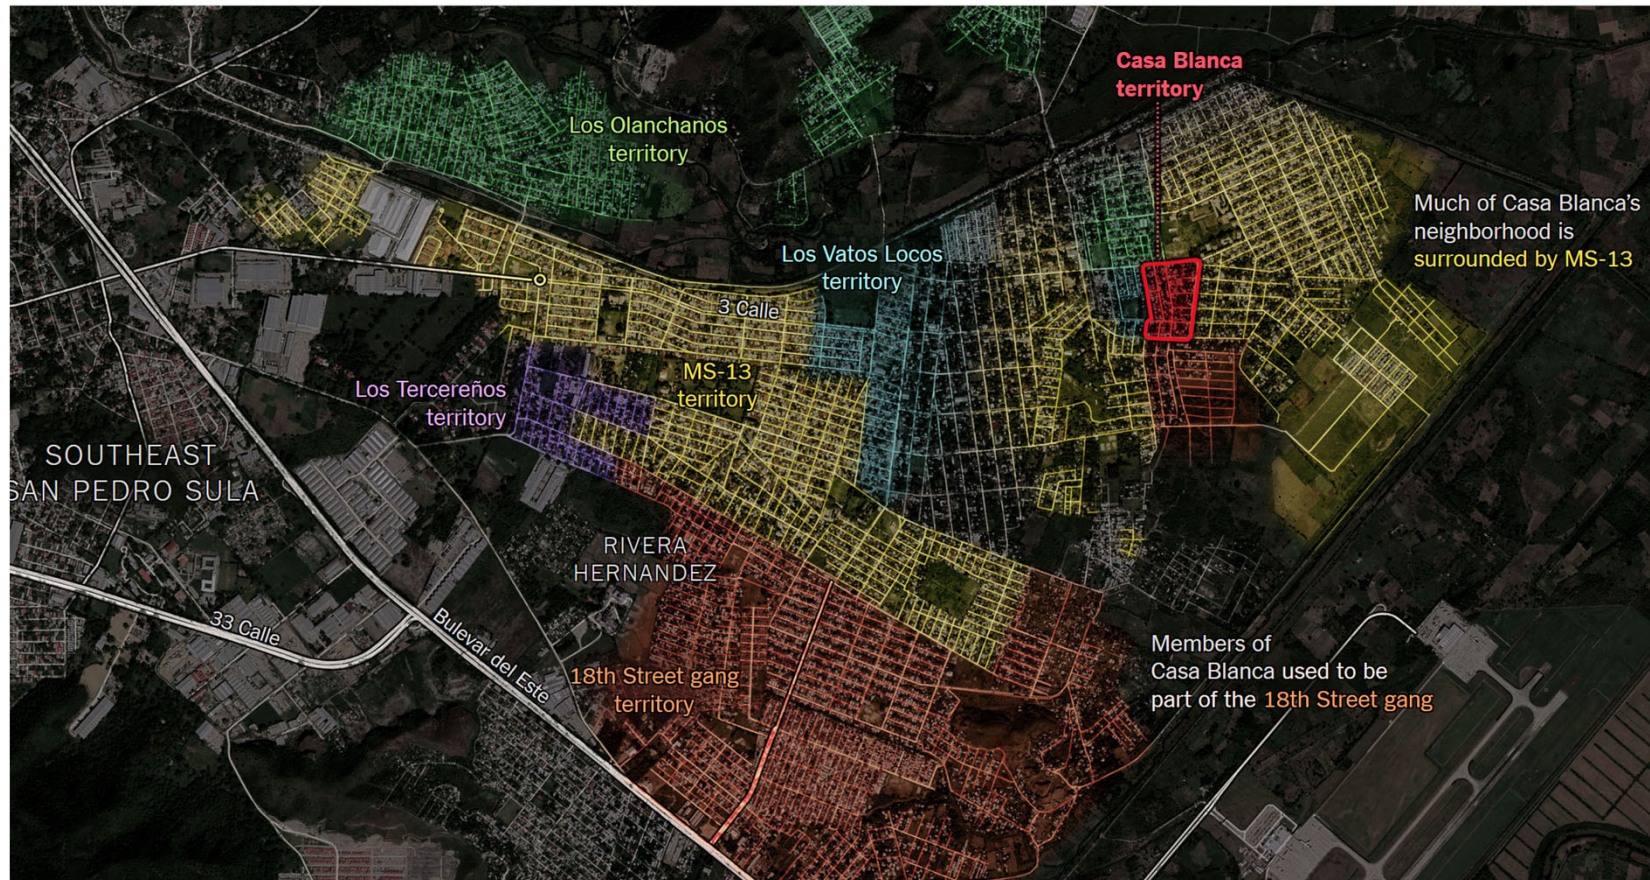 Casa Blanca
territory
Los Olanchanos
territory
Much of Casa Blanca’s
neighborhood is
surrounded by MS-13
Los Vatos Locos
territory
3 Calle
MS-13
territory
Los Tercereños
territory
SOUTHEAST
SAN PEDRO SULA
RIVERA
HERNANDEZ
33 Calle
Bulevar del Este
18th Street gang
territory
Members of
Casa Blanca used to be
part of the 18th Street gang